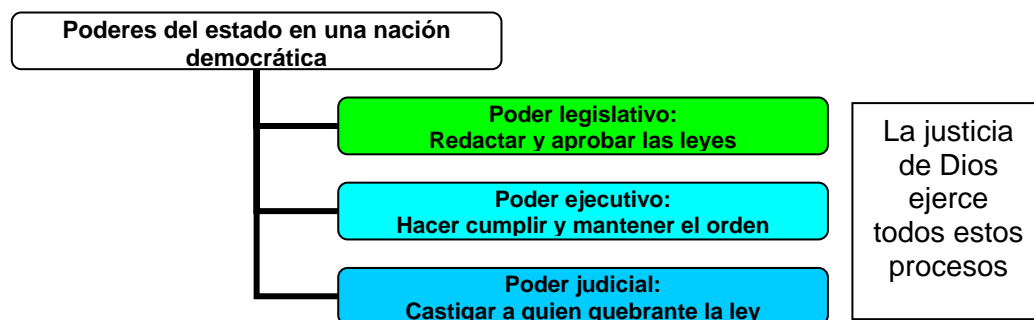 Poderes del estado en una nación
democrática
Poder legislativo:
Redactar y aprobar las leyes
Poder ejecutivo:
Hacer cumplir y mantener el orden
Poder judicial:
Castigar a quien quebrante la ley
La justicia
de Dios
ejerce
todos estos
procesos